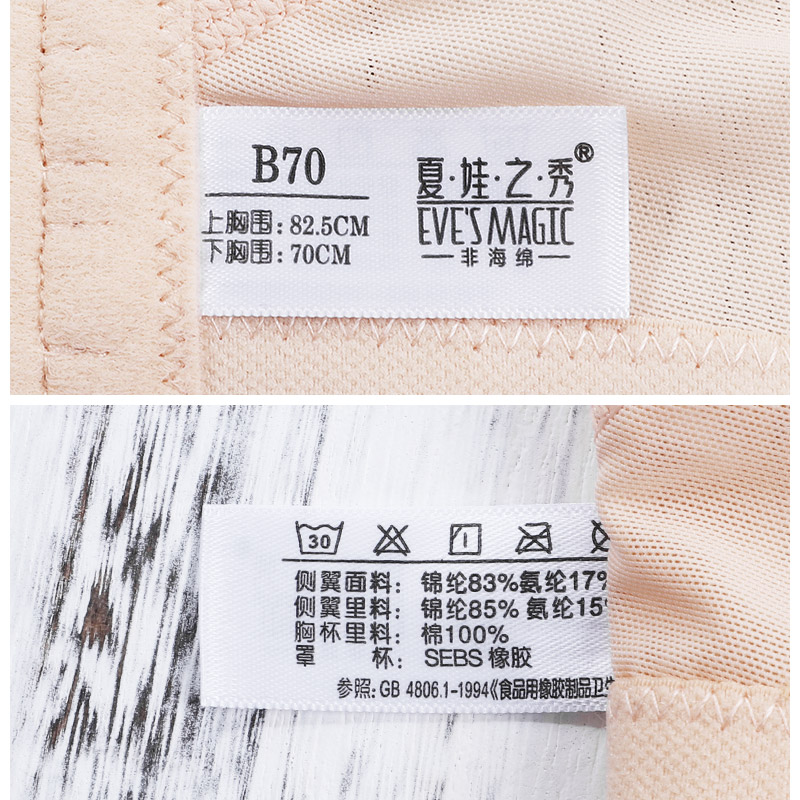 B70
上胸围：82.5CM
下胸围：70CM
夏·娃·之·秀®
EVE'S MAGIC
非海绵
30
侧翼面料：锦纶83%氨纶17%
侧翼里料：锦纶85% 氨纶15
胸杯里料：棉100%
罩杯：SEBS 橡胶
参照：GB 4806.1-1994《食品用橡胶制品卫生